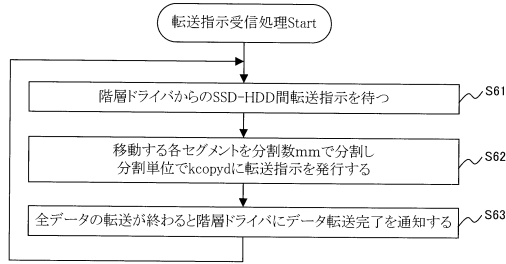 転送指示受信処理Start
階層ドライバからのSSD-HDD間転送指示を待つ
S61
移動する各セグメントを分割数mmで分割し
分割単位でkcopydに転送指示を発行する
S62
全データの転送が終わると階層ドライバにデータ転送完了を通知する
S63